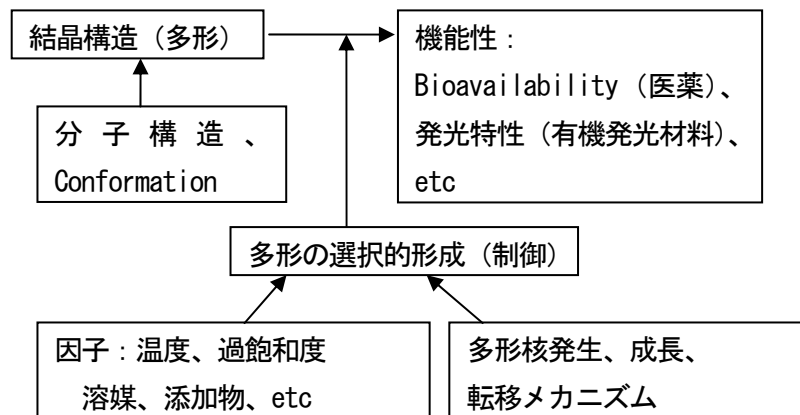 結晶構造（多形）
機能性：
Bioavailability（医薬）、
発光特性（有機発光材料）、
etc
分子構造、
Conformation
多形の選択的形成（制御）
因子：温度、過飽和度
溶媒、添加物、etc
多形核発生、成長、
転移メカニズム